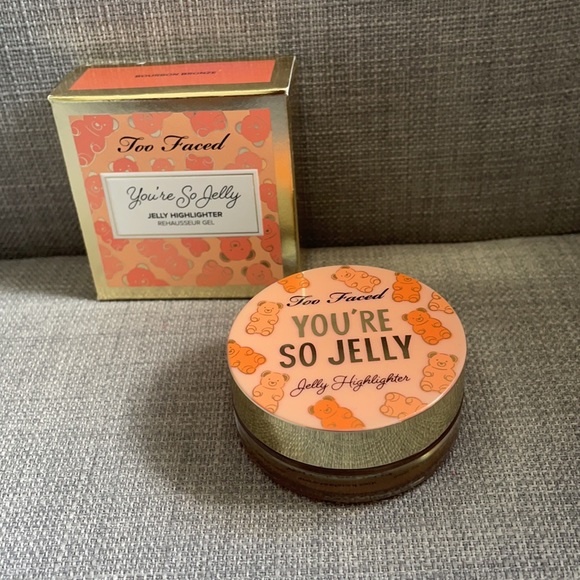 Too Faced
You're So Jelly
JELLY HIGHLIGHTER
REHAUSSEUR GEL
Too Faced
YOU'RE
SO JELLY
Jelly Highlighter